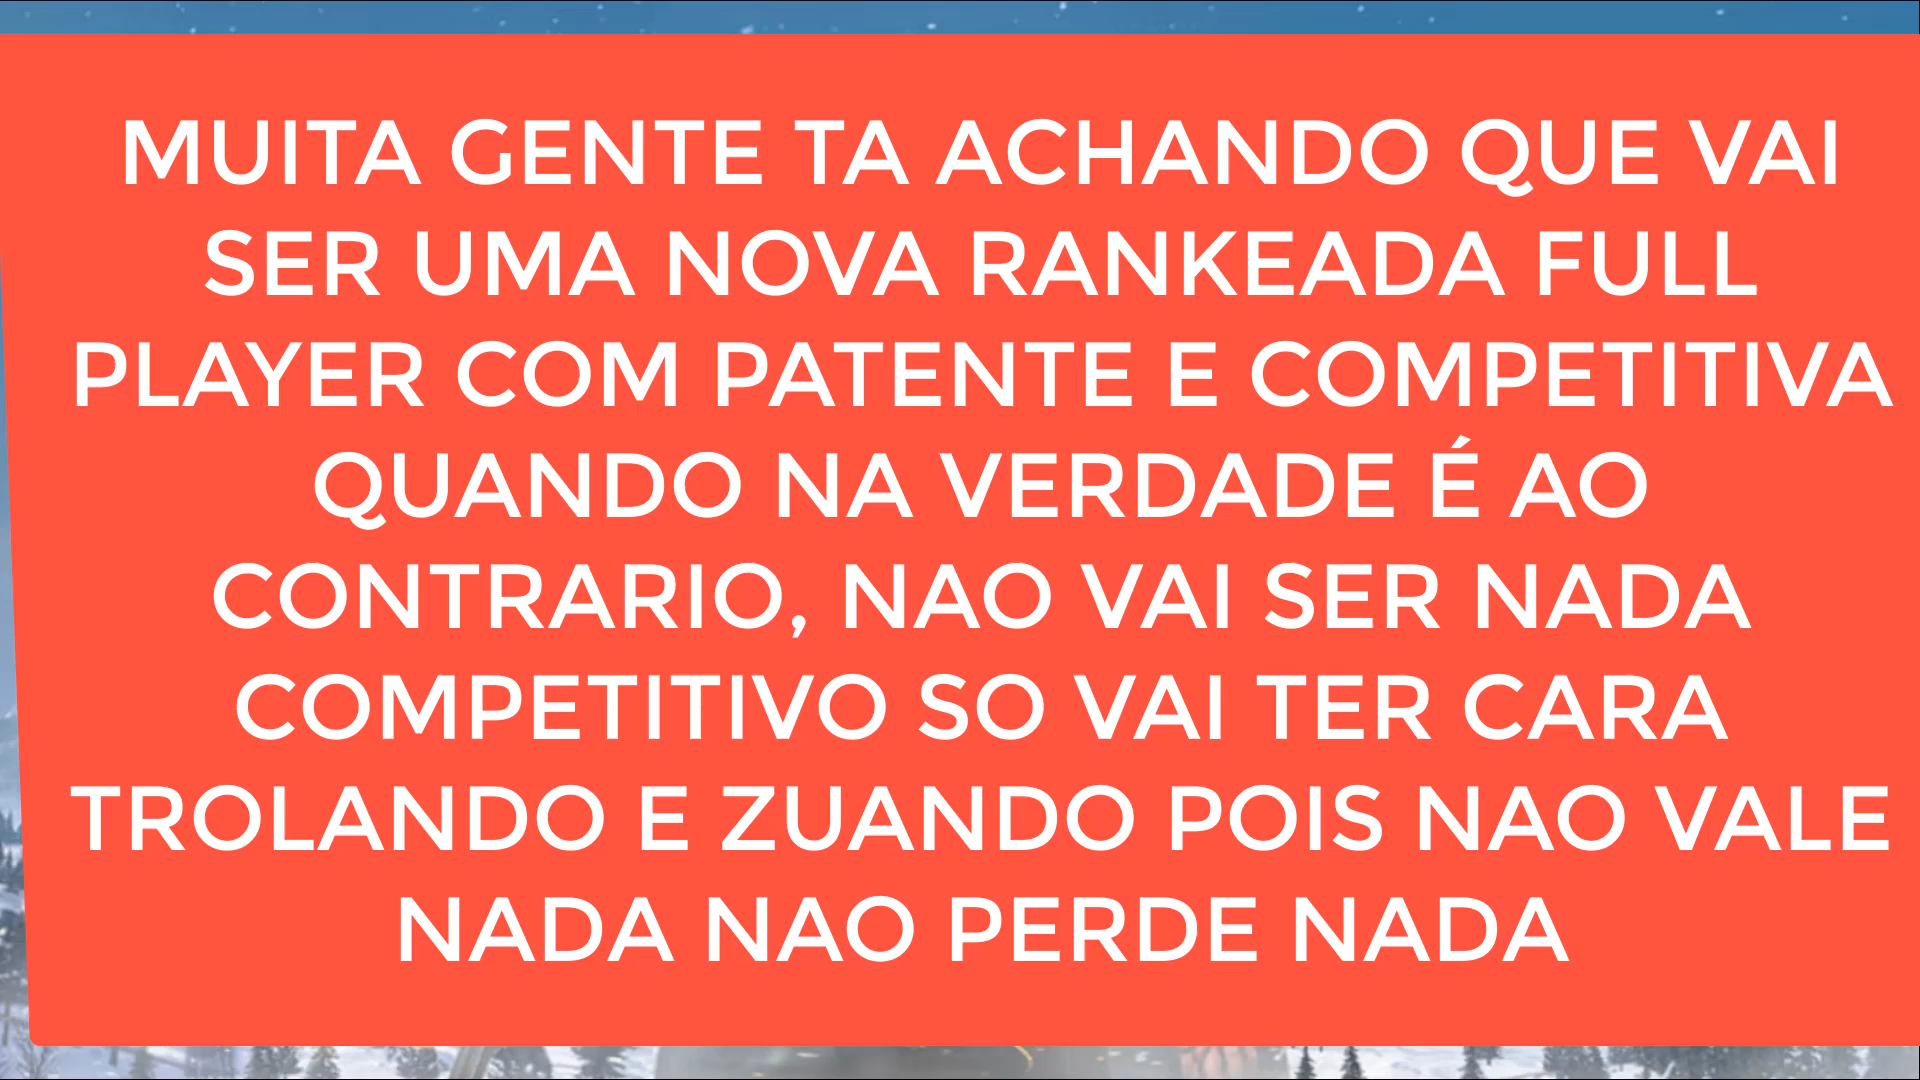 MUITA GENTE TA ACHANDO QUE VAI
SER UMA NOVA RANKEADA FULL
PLAYER COM PATENTE E COMPETITIVA
QUANDO NA VERDADE É AO
CONTRARIO, NAO VAI SER NADA
COMPETITIVO SO VAI TER CARA
TROLANDO E ZUANDO POIS NAO VALE
NADA NAO PERDE NADA